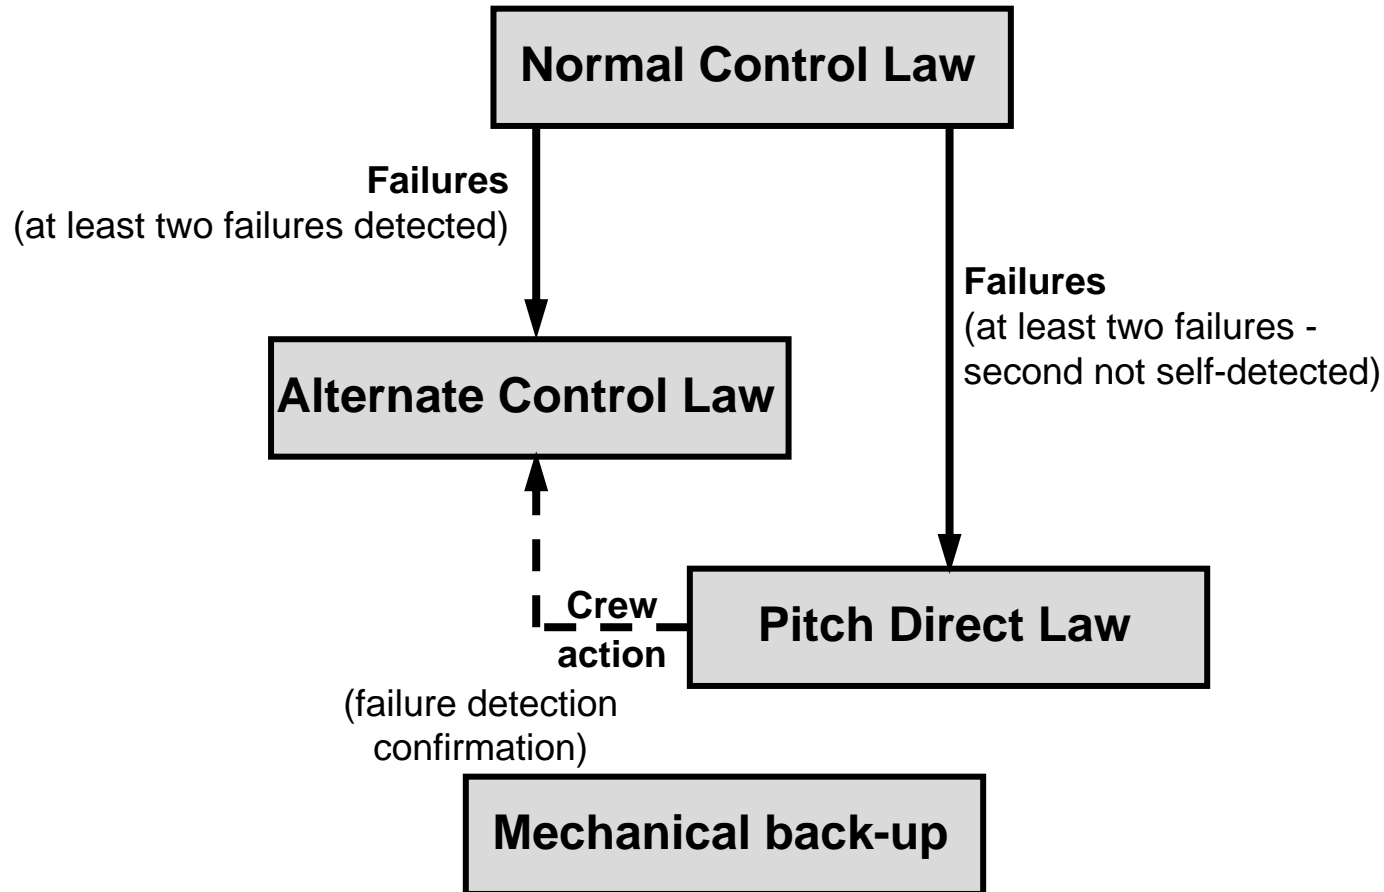 Normal Control Law
Failures
(at least two failures detected)
Failures
(at least two failures -
second not self-detected)
Alternate Control Law
Crew
action
(failure detection
confirmation)
Pitch Direct Law
Mechanical back-up